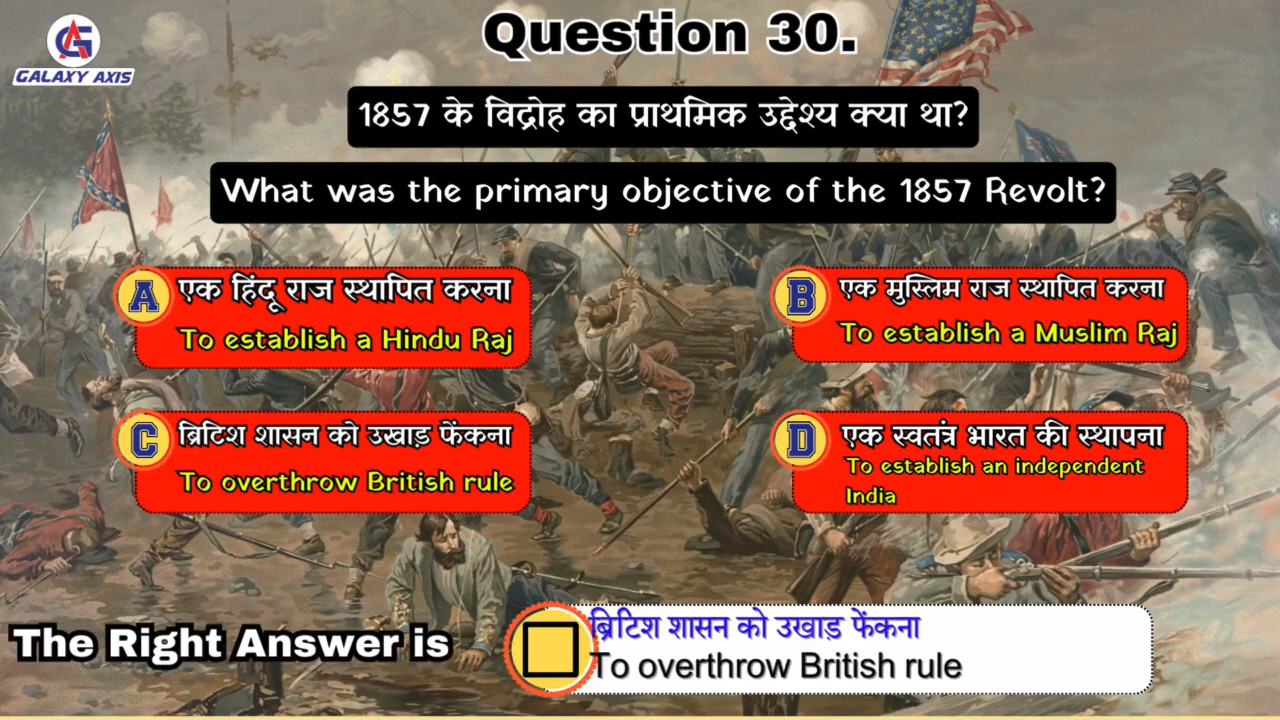 GALAXY AXIS
Question 30.
1857 के विद्रोह का प्राथमिक उद्देश्य क्या था?
What was the primary objective of the 1857 Revolt?
A
एक हिंदू राज स्थापित करना
To establish a Hindu Raj
B
एक मुस्लिम राज स्थापित करना
To establish a Muslim Raj
C
ब्रिटिश शासन को उखाड़ फेंकना
To overthrow British rule
D
एक स्वतंत्र भारत की स्थापना
To establish an independent
India
The Right Answer is
ब्रिटिश शासन को उखाड़ फेंकना
To overthrow British rule